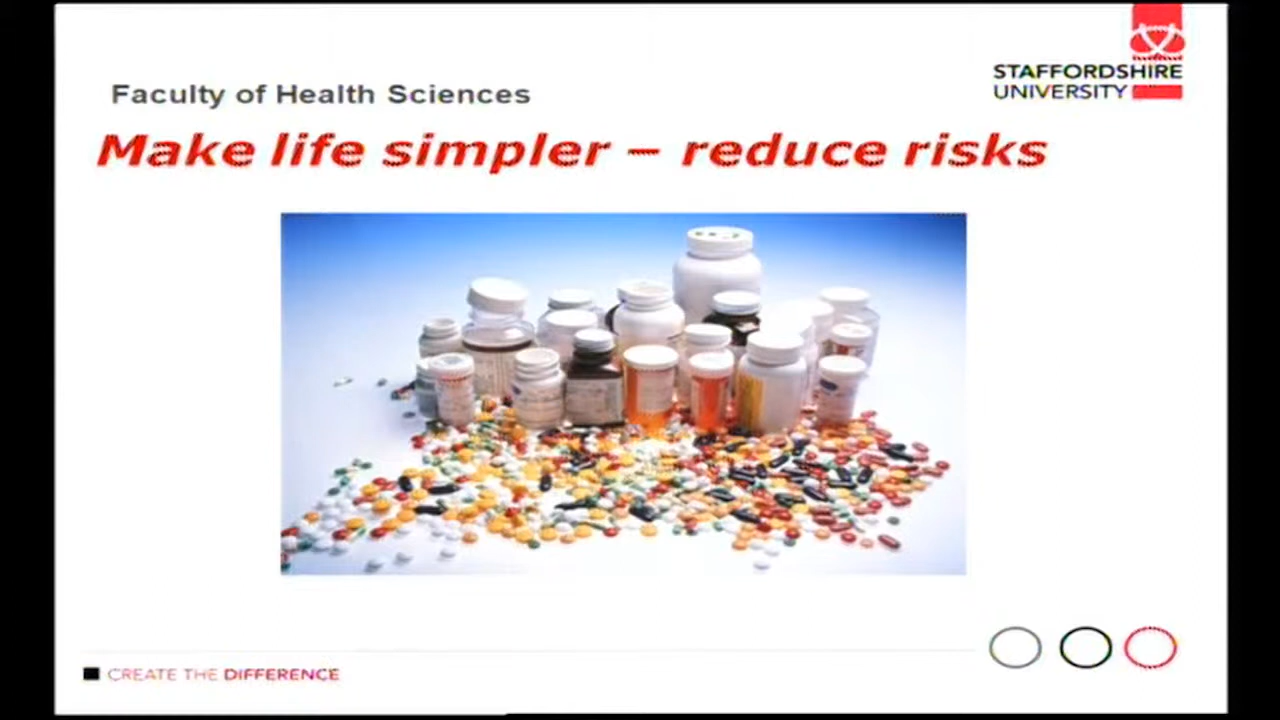 STAFFORDSHIRE
UNIVERSITY
Faculty of Health Sciences
Make life simpler – reduce risks
CREATE THE DIFFERENCE